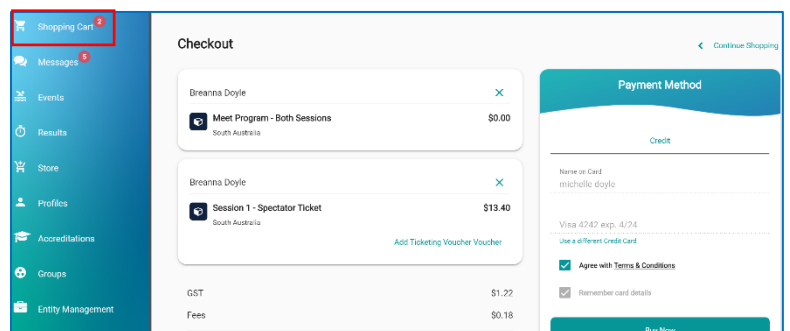 Shopping Cart 2
Messages 5
Events
Results
Store
Profiles
Accreditations
Groups
Entity Management
Checkout
Continue Shopping
Breanna Doyle
Meet Program - Both Sessions $0.00
South Australia
Breanna Doyle
Session 1 - Spectator Ticket $13.40
South Australia
Add Ticketing Voucher Voucher
GST $1.22
Fees $0.18
Payment Method
Credit
Name on Card
michelle doyle
Visa 4242 exp. 4/24
Use a different Credit Card
Agree with Terms & Conditions
Remember card details
Buy Now